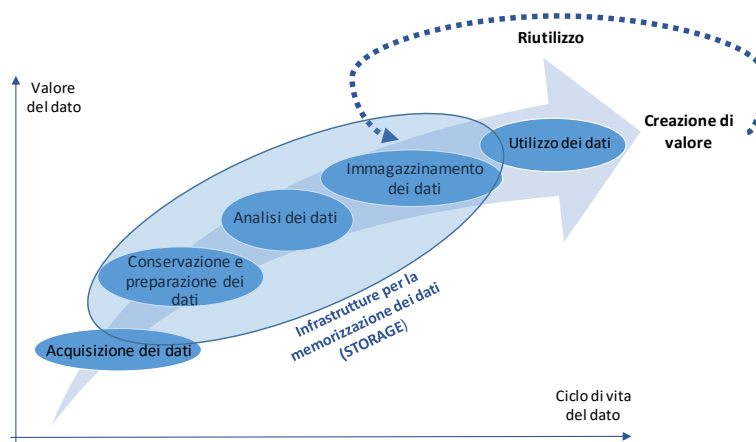 Riutilizzo
Valore
del dato
Creazione di
valore
Utilizzo dei dati
Immagazzinamento
dei dati
Analisi dei dati
Conservazione e
preparazione dei
dati
Infrastrutture per la
memorizzazione dei dati
(STORAGE)
Acquisizione dei dati
Ciclo di vita
del dato